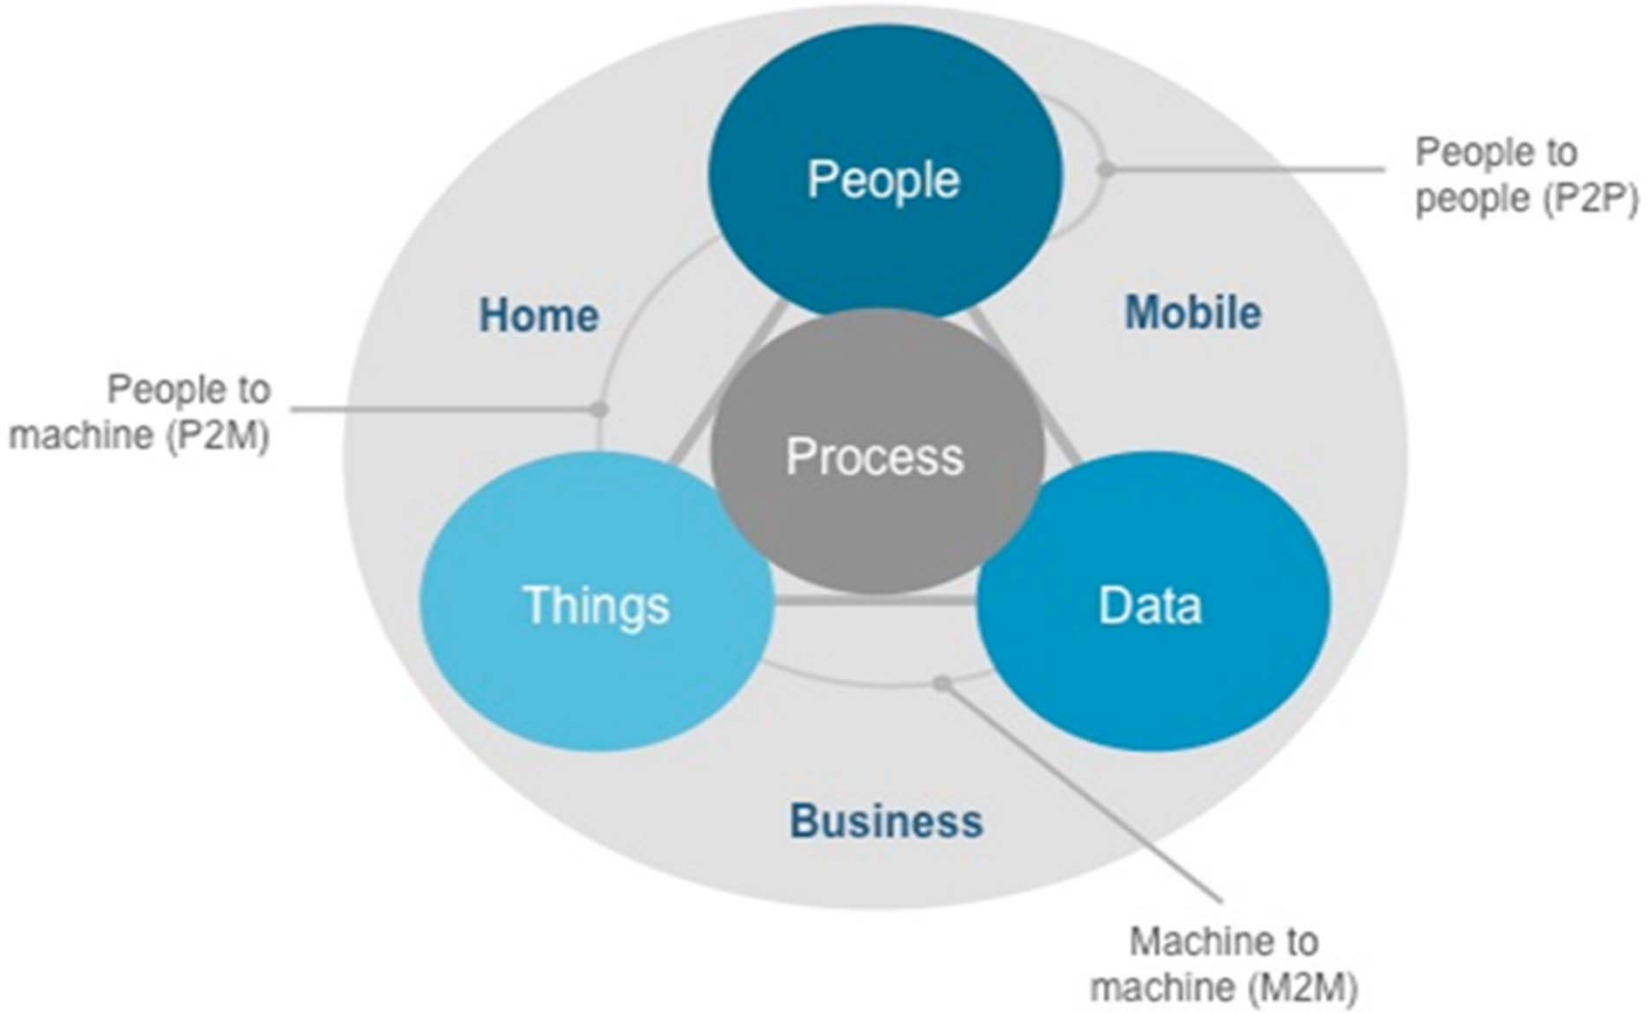 People
People to
people (P2P)
Home
Mobile
People to
machine (P2M)
Process
Things
Data
Business
Machine to
machine (M2M)